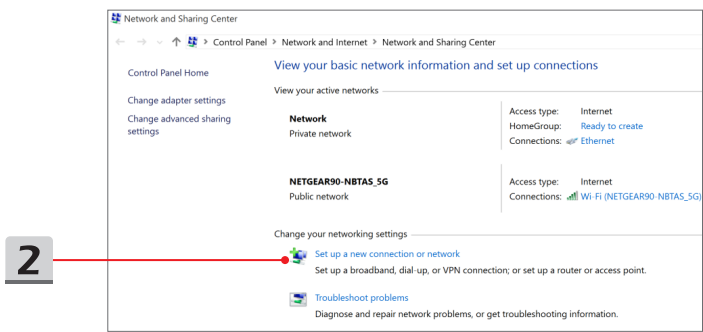 Network and Sharing Center
Control Panel > Network and Internet > Network and Sharing Center
Control Panel Home
Change adapter settings
Change advanced sharing
settings
View your basic network information and set up connections
View your active networks
Network
Private network
Access type: Internet
HomeGroup: Ready to create
Connections: Ethernet
NETGEAR90-NBTAS_5G
Public network
Access type: Internet
Connections: Wi-Fi (NETGEAR90-NBTAS_5G)
Change your networking settings
2
Set up a new connection or network
Set up a broadband, dial-up, or VPN connection; or set up a router or access point.
Troubleshoot problems
Diagnose and repair network problems, or get troubleshooting information.